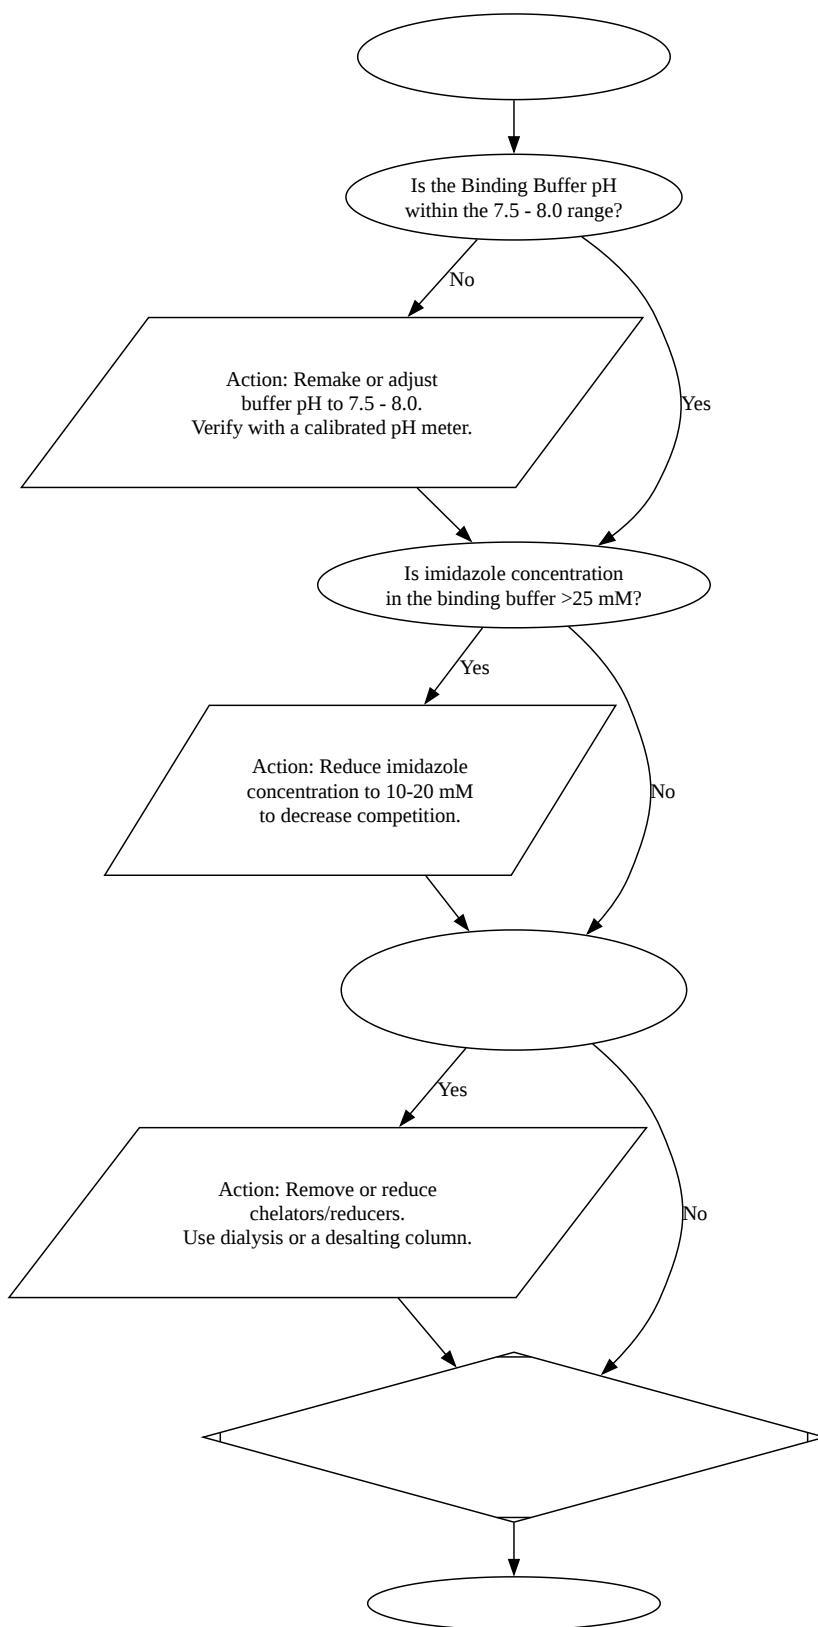 Is the Binding Buffer pH
within the 7.5 - 8.0 range?
No
Action: Remake or adjust
buffer pH to 7.5 - 8.0.
Verify with a calibrated pH meter.
Yes
Is imidazole concentration
in the binding buffer >25 mM?
Yes
Action: Reduce imidazole
concentration to 10-20 mM
to decrease competition.
No
Yes
Action: Remove or reduce
chelators/reducers.
Use dialysis or a desalting column.
No